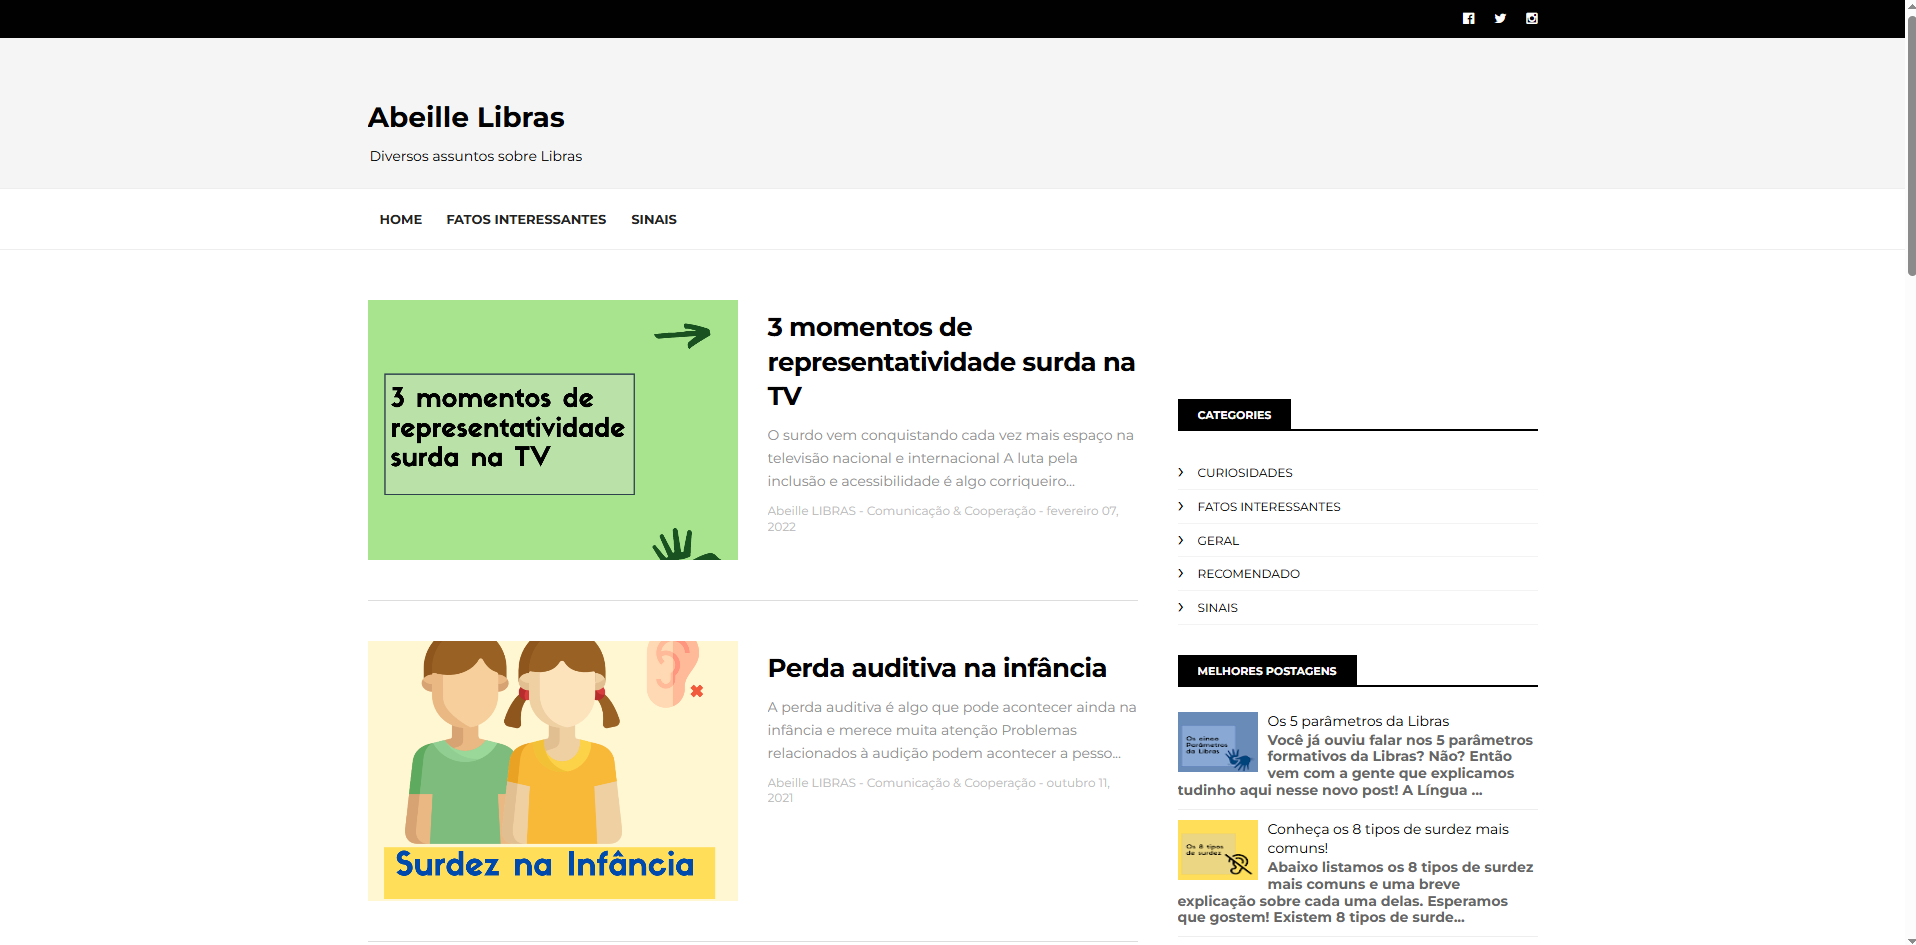 Abeille Libras
Diversos assuntos sobre Libras
HOME FATOS INTERESSANTES SINAIS
3 momentos de
representatividade
surda na TV
3 momentos de
representatividade surda na
TV
O surdo vem conquistando cada vez mais espaço na
televisão nacional e internacional A luta pela
inclusão e acessibilidade é algo corriqueiro...
Abeille LIBRAS - Comunicação & Cooperação - fevereiro 07,
2022
Surdez na Infância
Perda auditiva na infância
A perda auditiva é algo que pode acontecer ainda na
infância e merece muita atenção Problemas
relacionados à audição podem acontecer a pesso...
Abeille LIBRAS - Comunicação & Cooperação - outubro 11,
2021
CATEGORIES
CURIOSIDADES
FATOS INTERESSANTES
GERAL
RECOMENDADO
SINAIS
MELHORES POSTAGENS
Os cinco
Parâmetros
da Libras
Os 5 parâmetros da Libras
Você já ouviu falar nos 5 parâmetros
formativos da Libras? Não? Então
vem com a gente que explicamos
tudinho aqui nesse novo post! A Língua ...
Os 8 tipos
de surdez
Conheça os 8 tipos de surdez mais
comuns!
Abaixo listamos os 8 tipos de surdez
mais comuns e uma breve
explicação sobre cada uma delas. Esperamos
que gostem! Existem 8 tipos de surde...